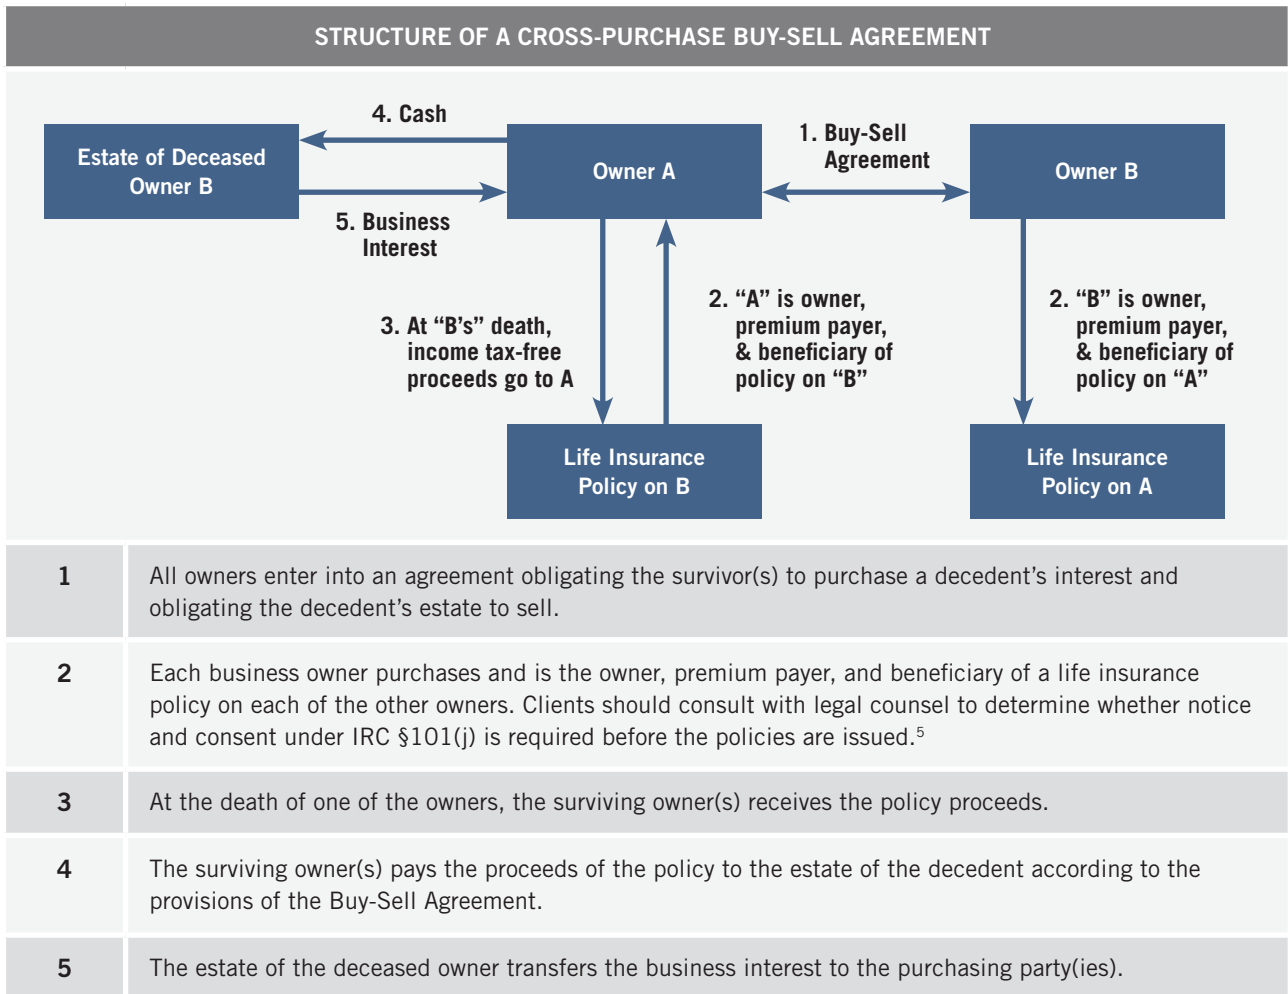 STRUCTURE OF A CROSS-PURCHASE BUY-SELL AGREEMENT
4. Cash
Estate of Deceased
Owner B
Owner A
1. Buy-Sell
Agreement
Owner B
5. Business
Interest
3. At “B’s” death,
income tax-free
proceeds go to A
2. “A” is owner,
premium payer,
& beneficiary of
policy on “B”
2. “B” is owner,
premium payer,
& beneficiary of
policy on “A”
Life Insurance
Policy on B
Life Insurance
Policy on A
1
All owners enter into an agreement obligating the survivor(s) to purchase a decedent’s interest and
obligating the decedent’s estate to sell.
2
Each business owner purchases and is the owner, premium payer, and beneficiary of a life insurance
policy on each of the other owners. Clients should consult with legal counsel to determine whether notice
and consent under IRC §101(j) is required before the policies are issued.⁵
3
At the death of one of the owners, the surviving owner(s) receives the policy proceeds.
4
The surviving owner(s) pays the proceeds of the policy to the estate of the decedent according to the
provisions of the Buy-Sell Agreement.
5
The estate of the deceased owner transfers the business interest to the purchasing party(ies).